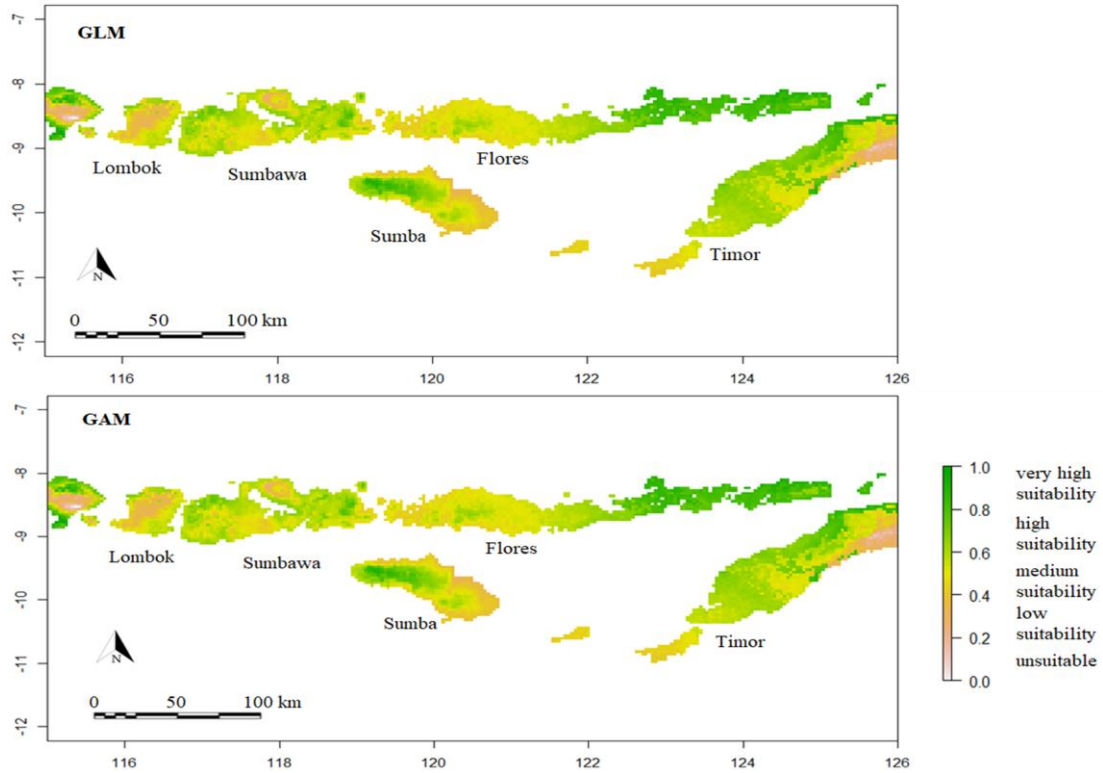 GLM
-7
-8
-9
-10
-11
-12
Lombok
Sumbawa
Flores
Sumba
Timor
N
0 50 100 km
116 118 120 122 124 126
GAM
-7
-8
-9
-10
-11
-12
Lombok
Sumbawa
Flores
Sumba
Timor
N
0 50 100 km
116 118 120 122 124 126
1.0
0.8
0.6
0.4
0.2
0.0
very high
suitability
high
suitability
medium
suitability
low
suitability
unsuitable